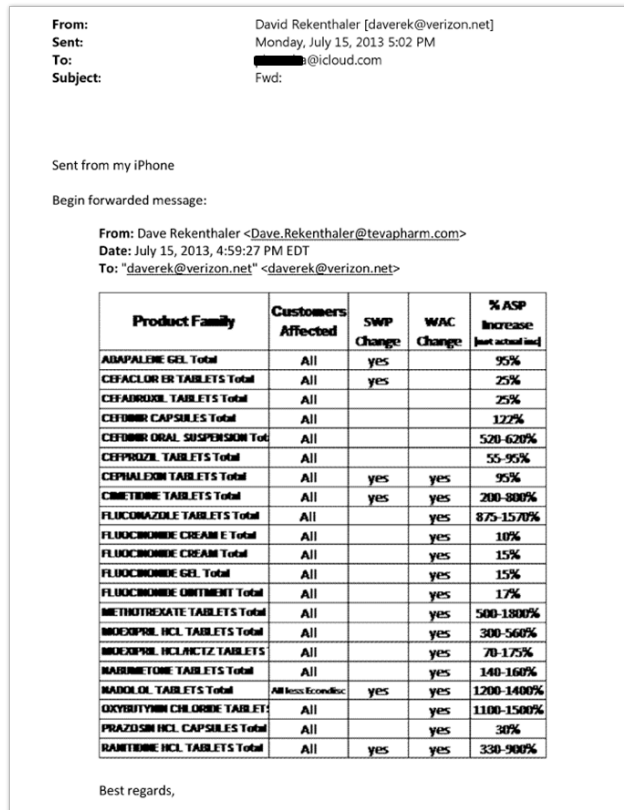 From: David Rekenthaler [daverek@verizon.net]
Sent: Monday, July 15, 2013 5:02 PM
To: a@icloud.com
Subject: Fwd:
Sent from my iPhone
Begin forwarded message:
From: Dave Rekenthaler <Dave.Rekenthaler@tevapharm.com>
Date: July 15, 2013, 4:59:27 PM EDT
To: "daverek@verizon.net" <daverek@verizon.net>
Product Family Customers Affected SWP Change WAC Change % ASP Increase [not actual inc]
ADAPALENE GEL Total All yes 95%
CEFACLOR ER TABLETS Total All yes 25%
CEFADROXIL TABLETS Total All 25%
CEFDINIR CAPSULES Total All 122%
CEFDINIR ORAL SUSPENSION Tot All 520-620%
CEFPROZIL TABLETS Total All 55-95%
CEPHALEXIN TABLETS Total All yes yes 95%
CIMETIDINE TABLETS Total All yes yes 200-800%
FLUCONAZOLE TABLETS Total All yes 875-1570%
FLUOCINONIDE CREAM E Total All yes 10%
FLUOCINONIDE CREAM Total All yes 15%
FLUOCINONIDE GEL Total All yes 15%
FLUOCINONIDE OINTMENT Total All yes 17%
METHOTREXATE TABLETS Total All yes 500-1800%
MOEXIPRIL HCL TABLETS Total All yes 300-560%
MOEXIPRIL HCL/HCTZ TABLETS All yes 70-175%
NABUMETONE TABLETS Total All yes 140-160%
NADOLOL TABLETS Total All less Econdisc yes yes 1200-1400%
OXYBUTYNIN CHLORIDE TABLET All yes 1100-1500%
PRAZOSIN HCL CAPSULES Total All yes 30%
RANITIDINE HCL TABLETS Total All yes yes 330-900%
Best regards,